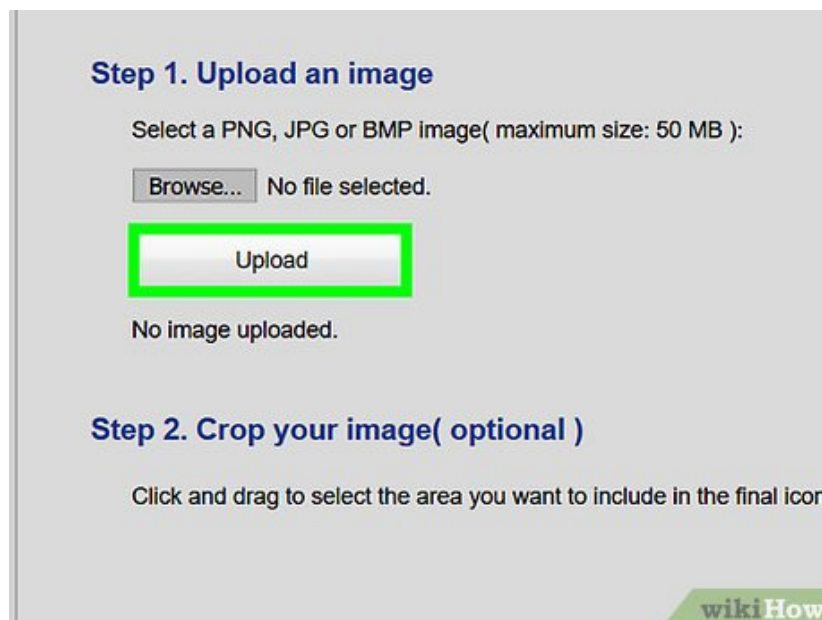 Step 1. Upload an image
Select a PNG, JPG or BMP image( maximum size: 50 MB ):
Browse... No file selected.
Upload
No image uploaded.
Step 2. Crop your image( optional )
Click and drag to select the area you want to include in the final icon
wikiHow